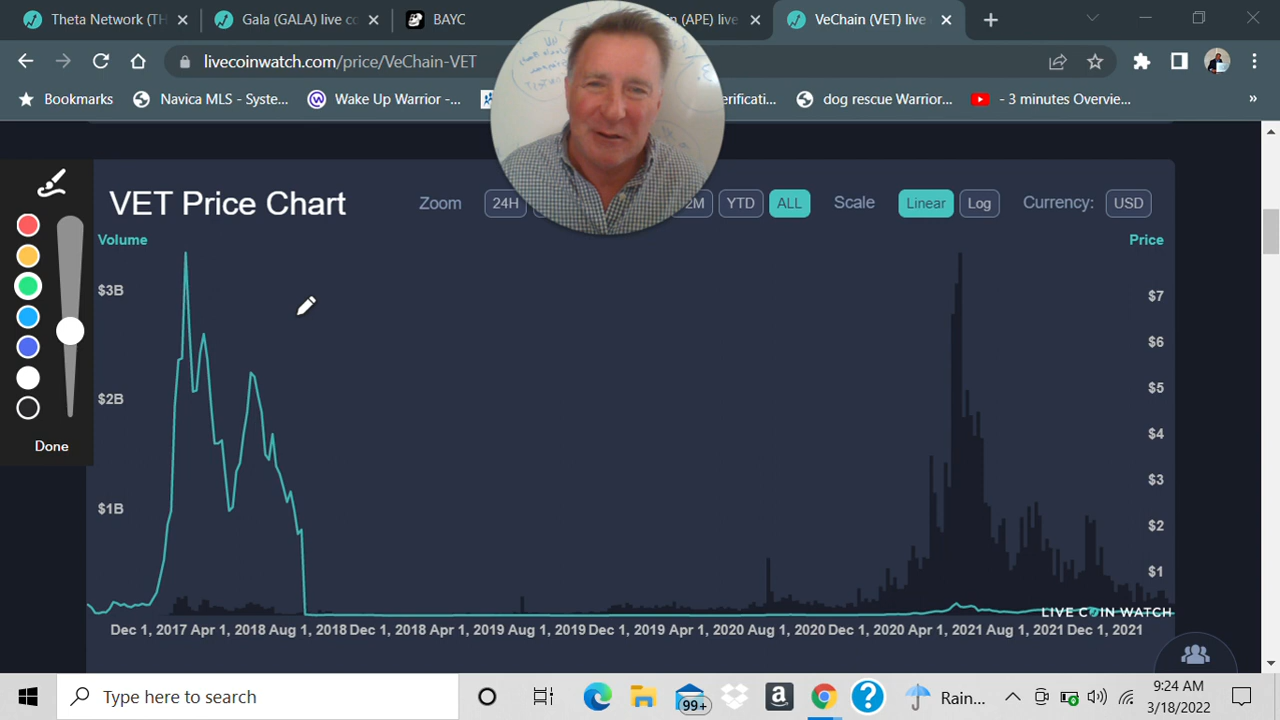 Theta Network (TH
Gala (GALA) live co
BAYC
(APE) live
VeChain (VET) live
livecoinwatch.com/price/VeChain-VET
Bookmarks
Navica MLS - Syste...
Wake Up Warrior -...
dog rescue Warrior...
- 3 minutes Overvie...
»
VET Price Chart
Zoom
24H
YTD
ALL
Scale
Linear
Log
Currency:
USD
Volume
Price
$3B
$7
$6
$2B
$5
$4
Done
$3
$1B
$2
$1
LIVE COIN WATCH
Dec 1, 2017 Apr 1, 2018 Aug 1, 2018 Dec 1, 2018 Apr 1, 2019 Aug 1, 2019 Dec 1, 2019 Apr 1, 2020 Aug 1, 2020 Dec 1, 2020 Apr 1, 2021 Aug 1, 2021 Dec 1, 2021
Type here to search
99+
Rain...
9:24 AM
3/18/2022